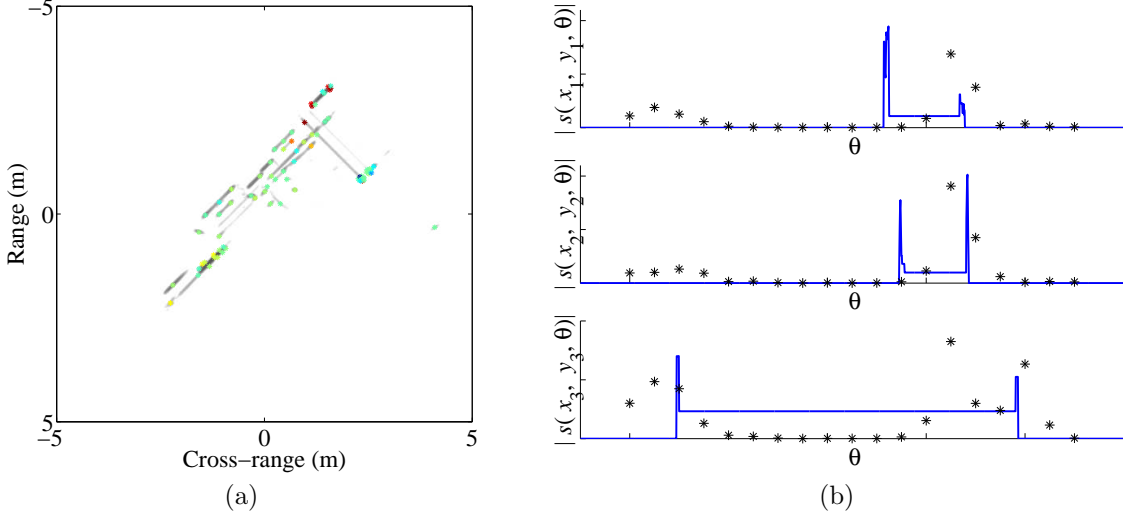 −5
Range (m)
0
5
−5
0
5
Cross−range (m)
(a)
|s(x1, y1, θ)|
θ
|s(x2, y2, θ)|
θ
|s(x3, y3, θ)|
θ
(b)